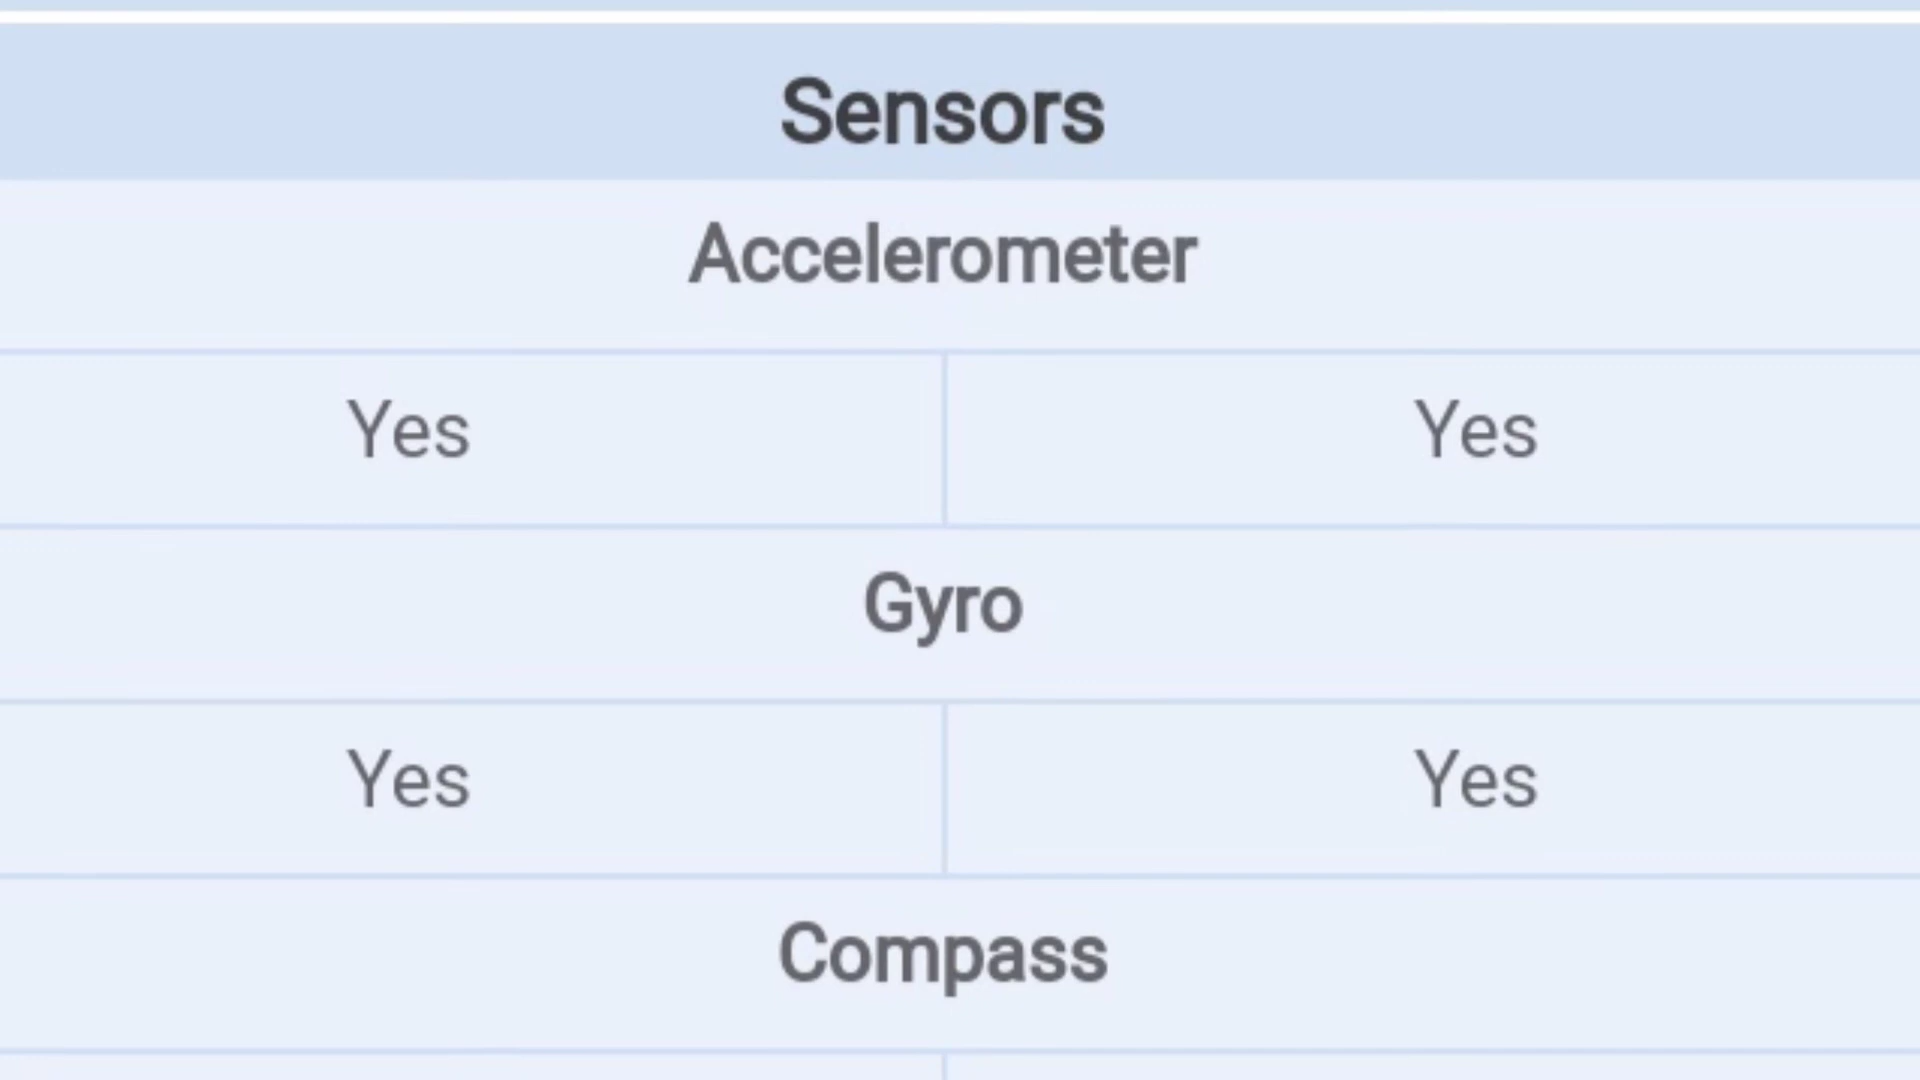 Sensors
Accelerometer
Yes Yes
Gyro
Yes Yes
Compass